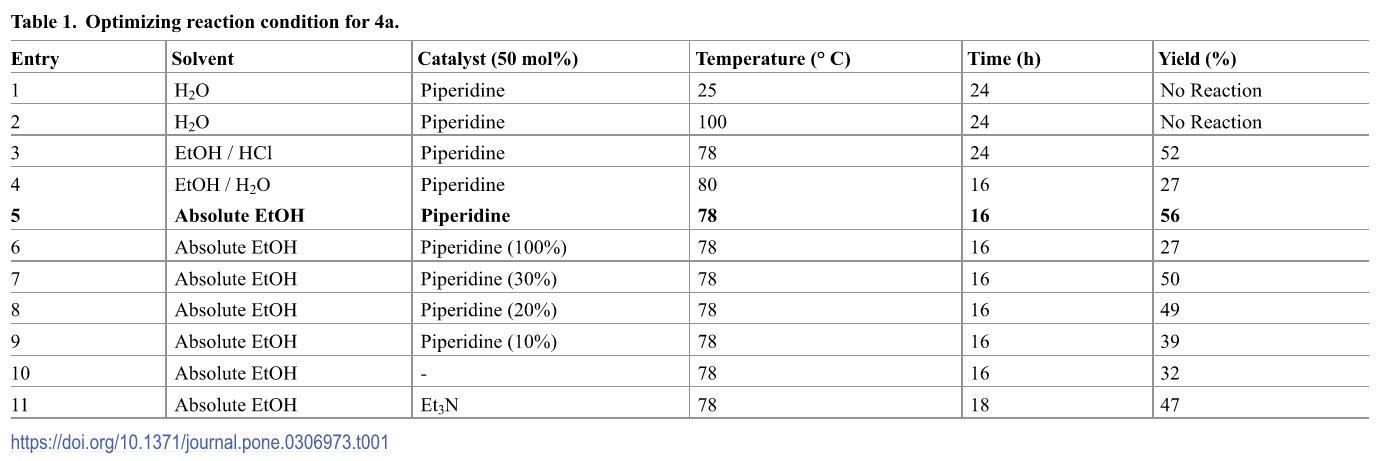 Table 1. Optimizing reaction condition for 4a.
Entry Solvent Catalyst (50 mol%) Temperature (° C) Time (h) Yield (%)
1 H₂O Piperidine 25 24 No Reaction
2 H₂O Piperidine 100 24 No Reaction
3 EtOH / HCl Piperidine 78 24 52
4 EtOH / H₂O Piperidine 80 16 27
5 Absolute EtOH Piperidine 78 16 56
6 Absolute EtOH Piperidine (100%) 78 16 27
7 Absolute EtOH Piperidine (30%) 78 16 50
8 Absolute EtOH Piperidine (20%) 78 16 49
9 Absolute EtOH Piperidine (10%) 78 16 39
10 Absolute EtOH - 78 16 32
11 Absolute EtOH Et₃N 78 18 47
https://doi.org/10.1371/journal.pone.0306973.t001